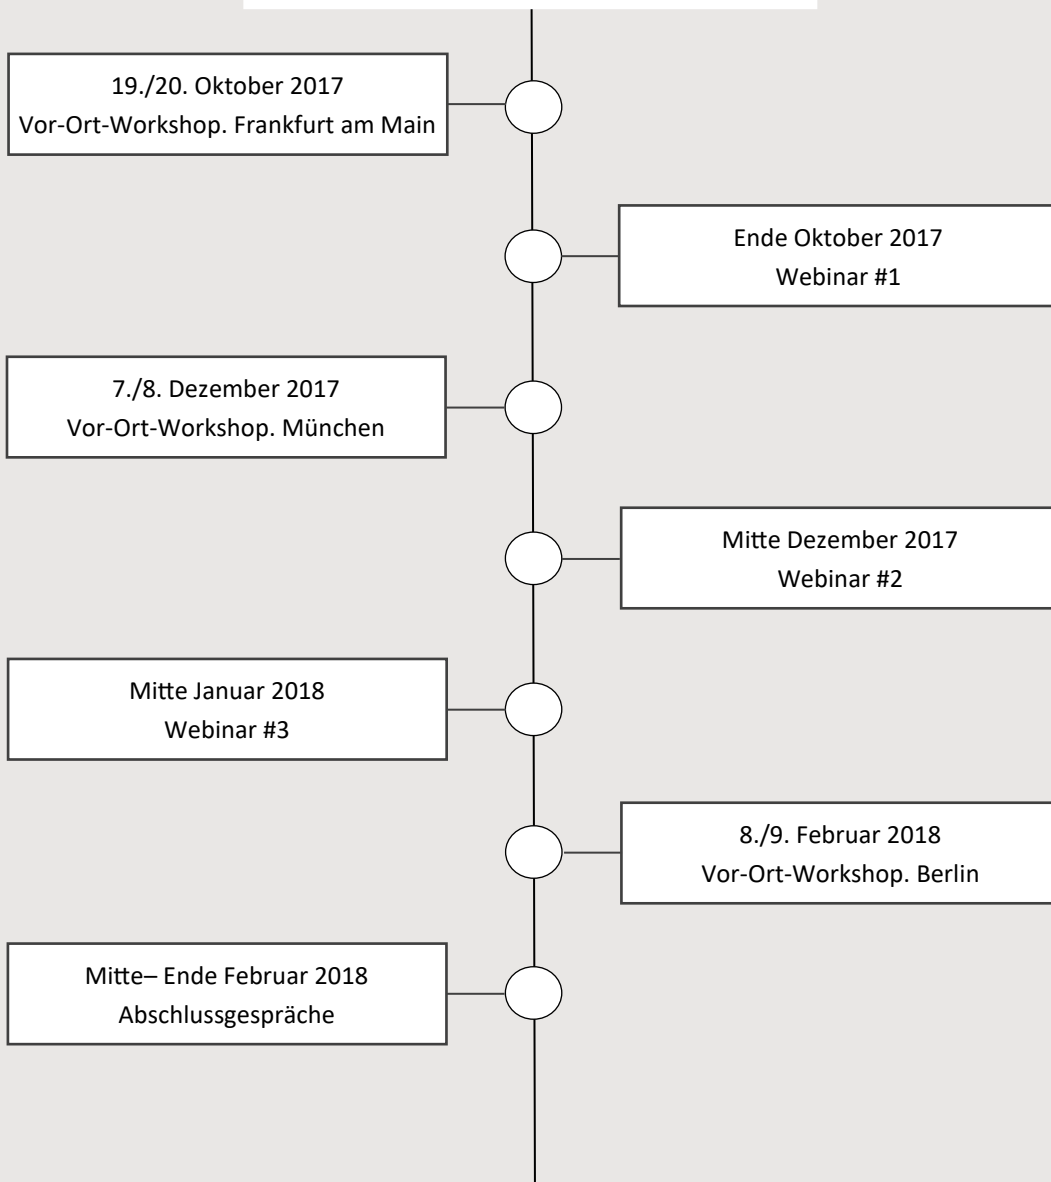 19./20. Oktober 2017
Vor-Ort-Workshop. Frankfurt am Main
Ende Oktober 2017
Webinar #1
7./8. Dezember 2017
Vor-Ort-Workshop. München
Mitte Dezember 2017
Webinar #2
Mitte Januar 2018
Webinar #3
8./9. Februar 2018
Vor-Ort-Workshop. Berlin
Mitte– Ende Februar 2018
Abschlussgespräche